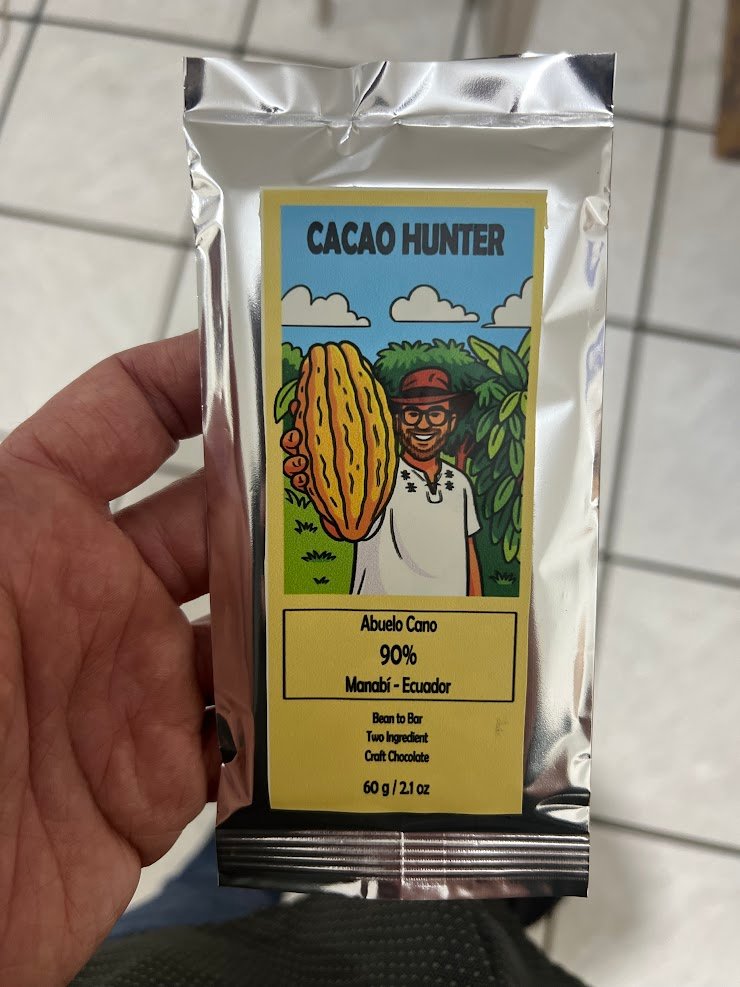 CACAO HUNTER
Abuelo Cano
90%
Manabí - Ecuador
Bean to Bar
Two Ingredient
Craft Chocolate
60 g / 2.1 oz